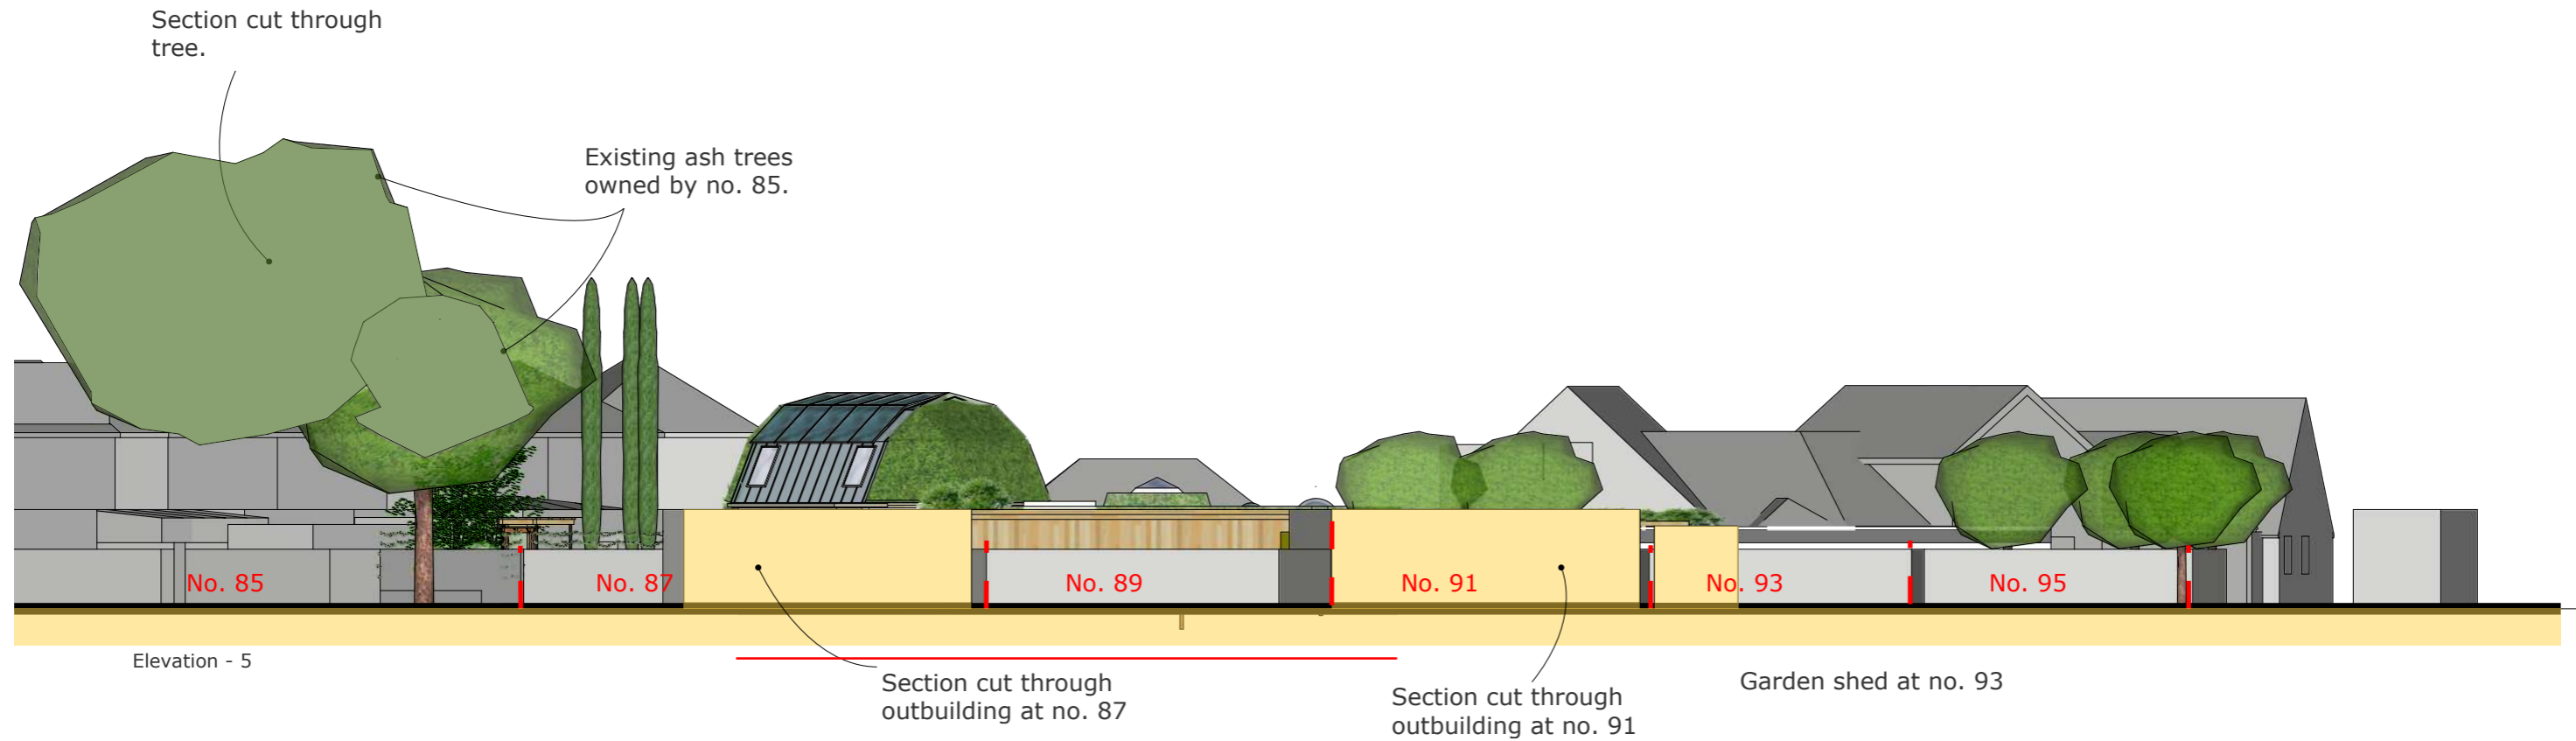 Section cut through
tree.
Existing ash trees
owned by no. 85.
No. 85
No. 87
No. 89
No. 91
No. 93
No. 95
Elevation - 5
Section cut through
outbuilding at no. 87
Section cut through
outbuilding at no. 91
Garden shed at no. 93